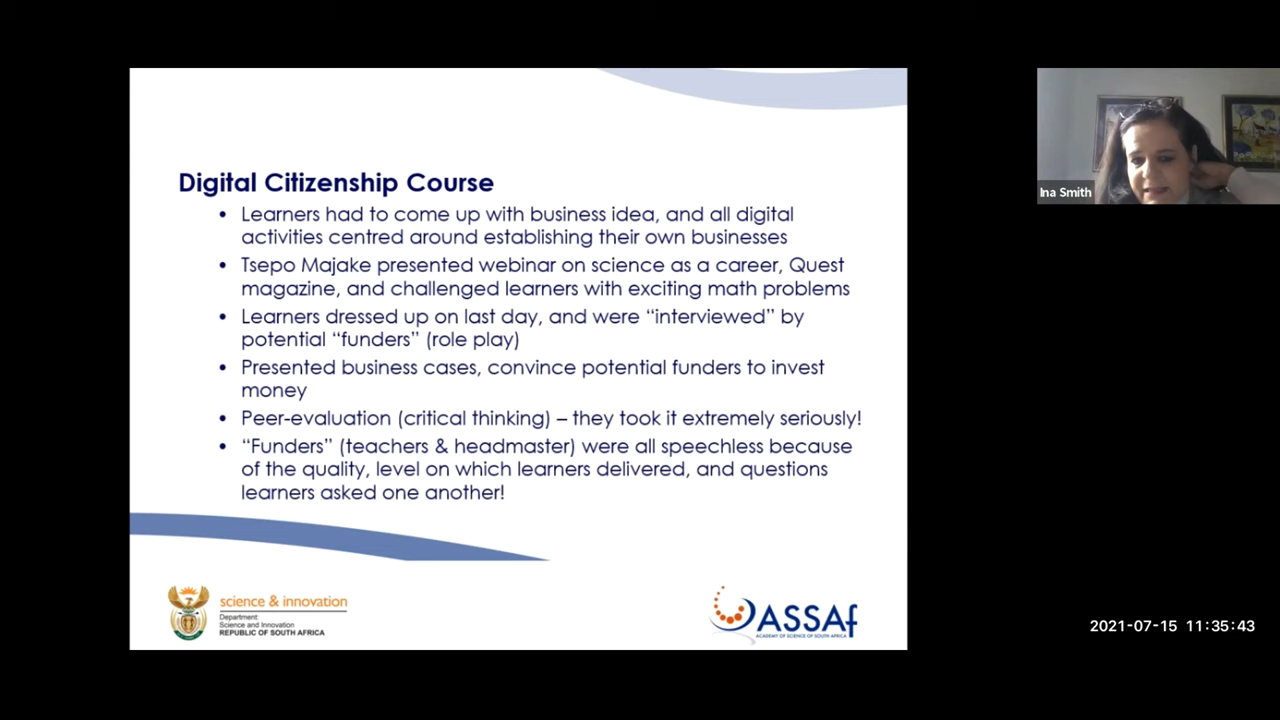 Digital Citizenship Course
• Learners had to come up with business idea, and all digital
activities centred around establishing their own businesses
• Tsepo Majake presented webinar on science as a career, Quest
magazine, and challenged learners with exciting math problems
• Learners dressed up on last day, and were “interviewed” by
potential “funders” (role play)
• Presented business cases, convince potential funders to invest
money
• Peer-evaluation (critical thinking) – they took it extremely seriously!
• “Funders” (teachers & headmaster) were all speechless because
of the quality, level on which learners delivered, and questions
learners asked one another!
science & innovation
Department:
Science and Innovation
REPUBLIC OF SOUTH AFRICA
ASSAf
ACADEMY OF SCIENCE OF SOUTH AFRICA
Ina Smith
2021-07-15 11:35:43